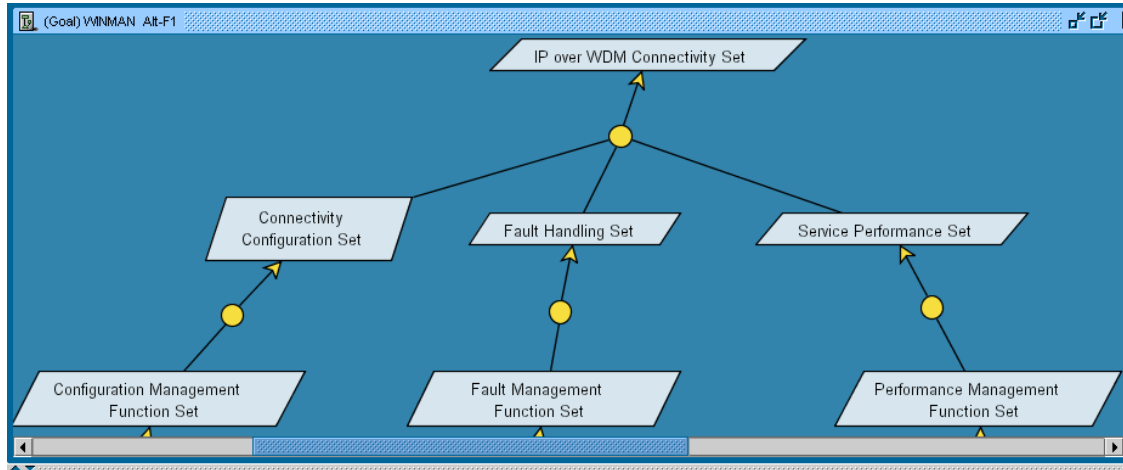 (Goal) WINMAN Alt-F1
IP over WDM Connectivity Set
Connectivity
Configuration Set
Fault Handling Set
Service Performance Set
Configuration Management
Function Set
Fault Management
Function Set
Performance Management
Function Set